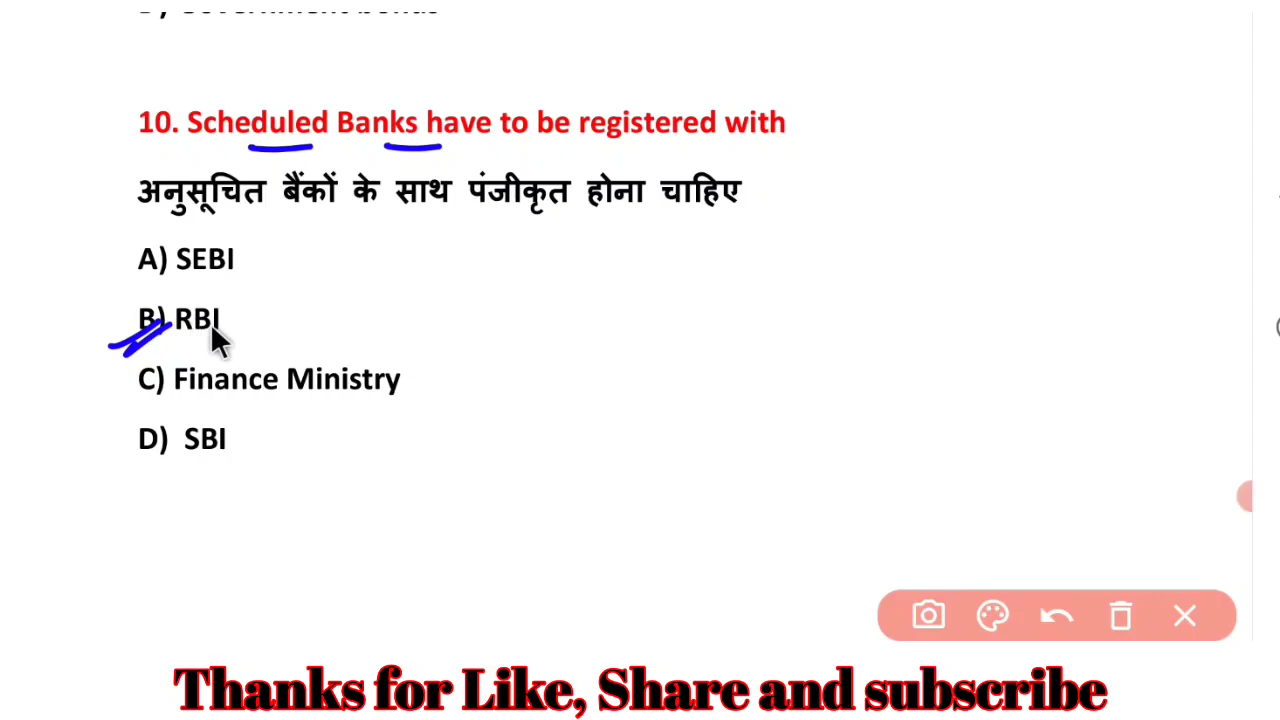 10. Scheduled Banks have to be registered with
अनुसूचित बैंकों के साथ पंजीकृत होना चाहिए
A) SEBI
B) RBI
C) Finance Ministry
D) SBI
Thanks for Like, Share and subscribe